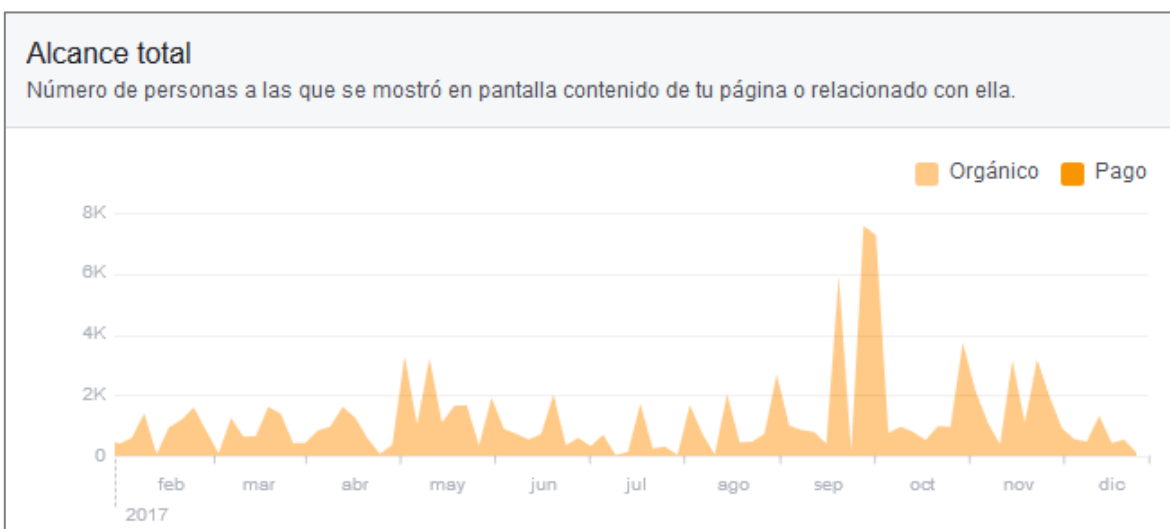 Alcance total
Número de personas a las que se mostró en pantalla contenido de tu página o relacionado con ella.
Orgánico Pago
8K
6K
4K
2K
0
feb mar abr may jun jul ago sep oct nov dic
2017